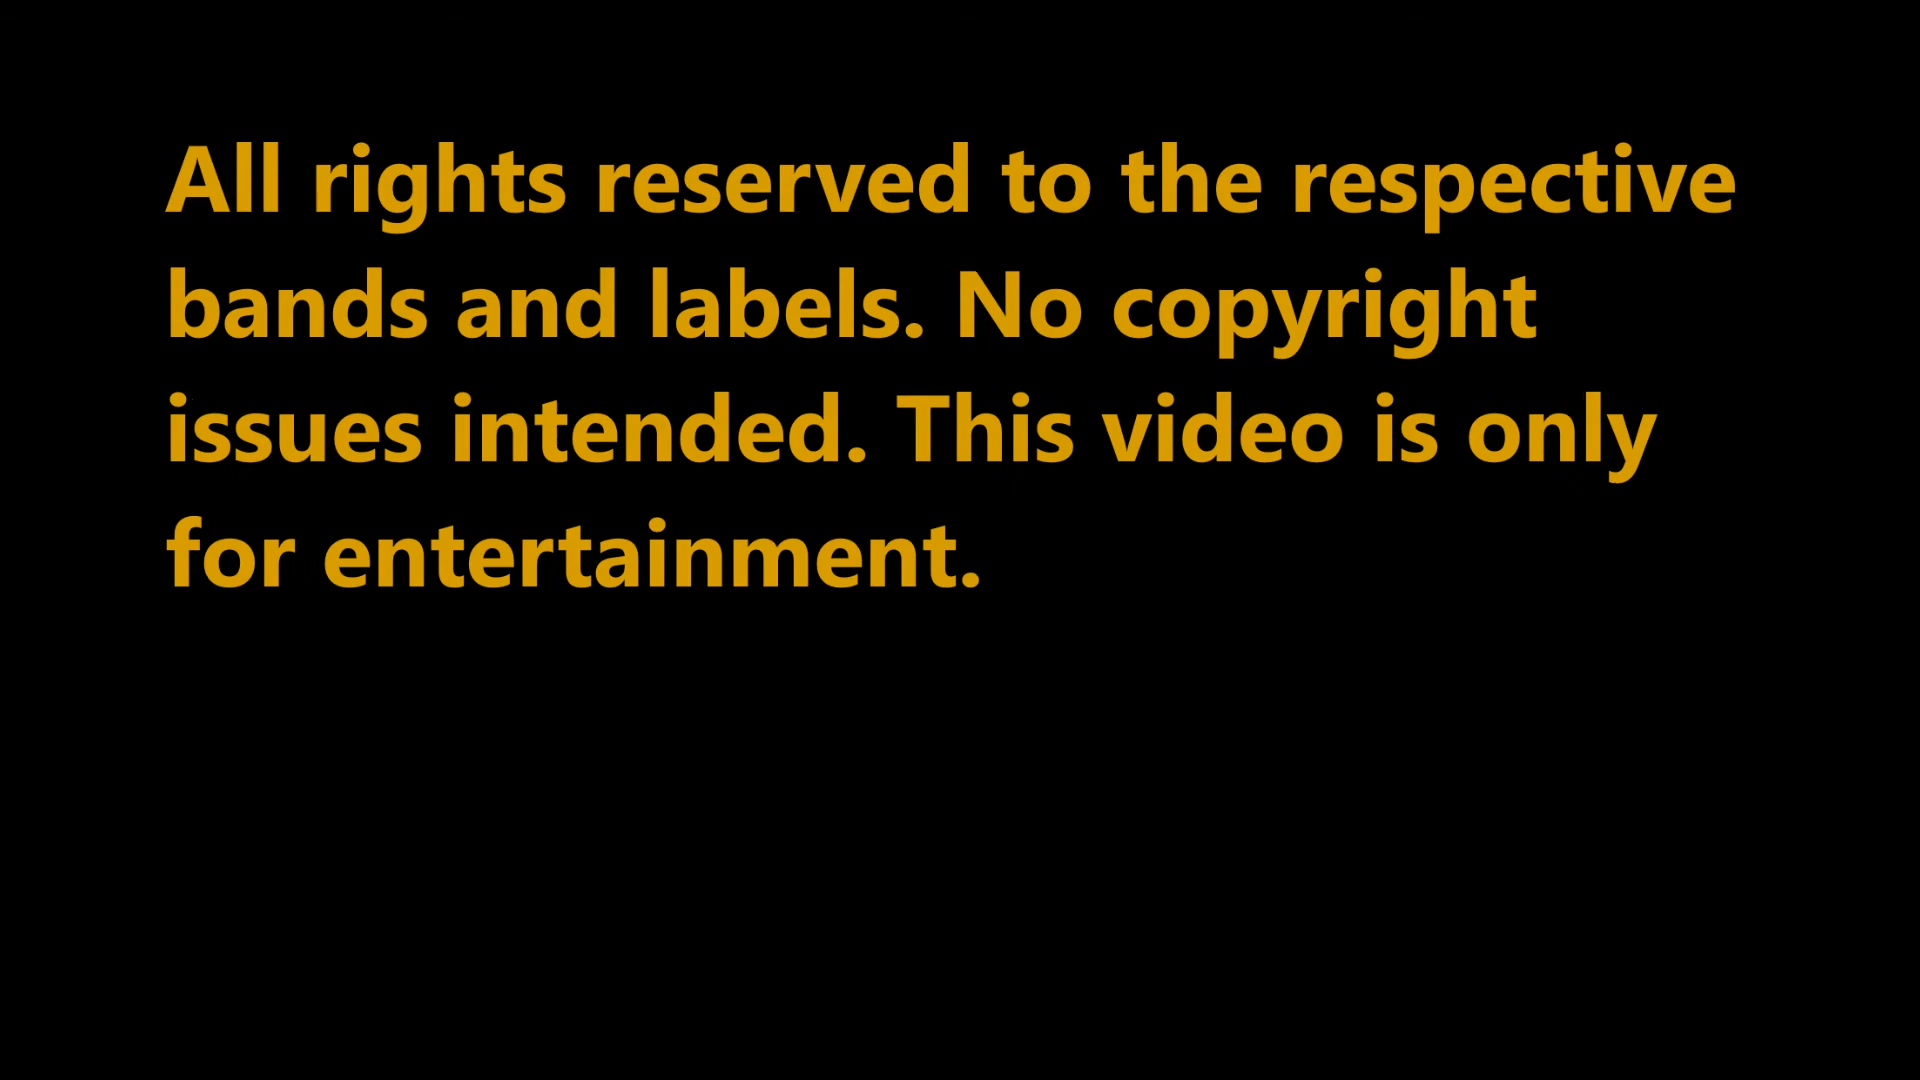 All rights reserved to the respective
bands and labels. No copyright
issues intended. This video is only
for entertainment.